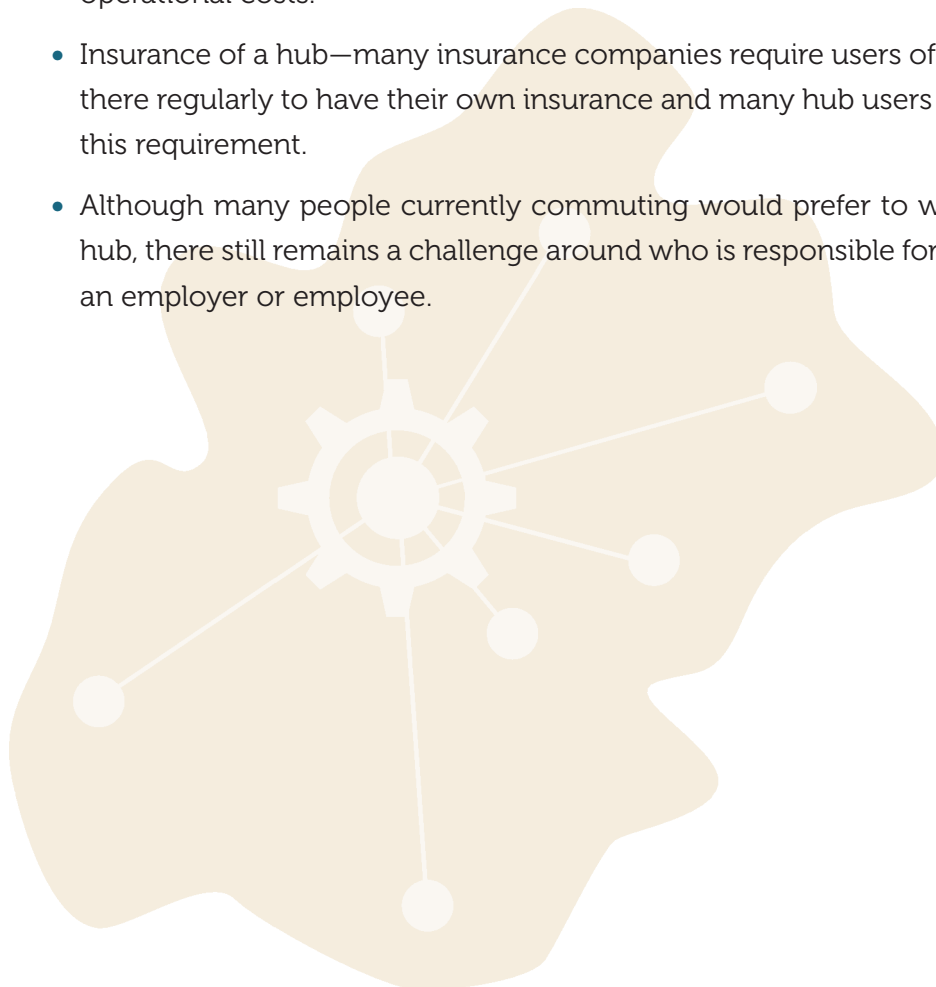 operational costs.
Insurance of a hub—many insurance companies require users of
there regularly to have their own insurance and many hub users
this requirement.
Although many people currently commuting would prefer to w
hub, there still remains a challenge around who is responsible for
an employer or employee.